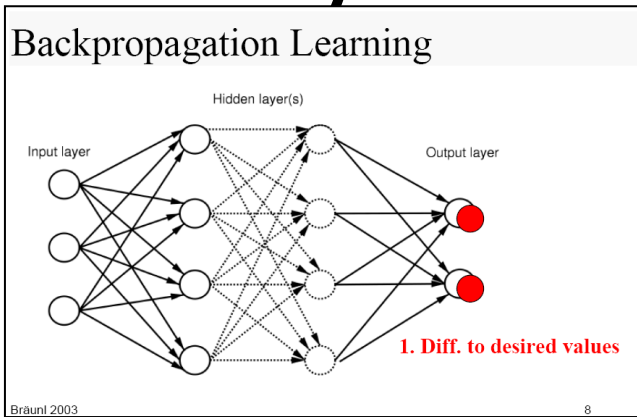 Backpropagation Learning
Hidden layer(s)
Input layer
Output layer
1. Diff. to desired values
Bräunl 2003
8